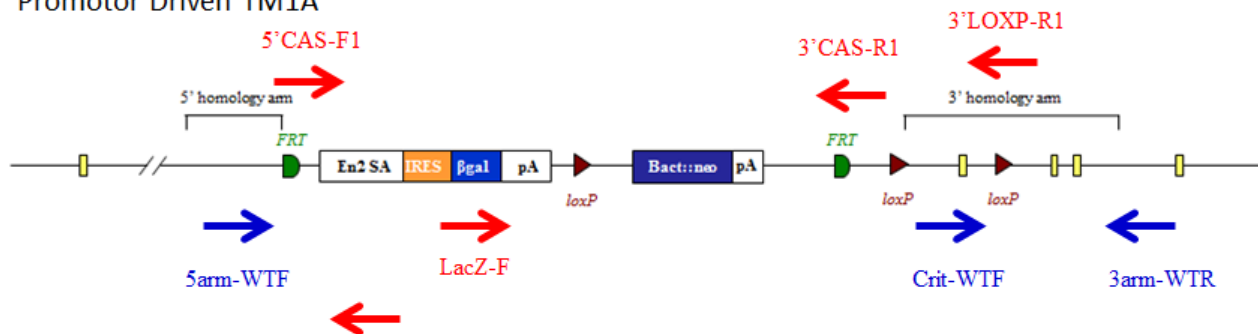 Promotor Driven TM1A
5'CAS-F1
3'LOXP-R1
3'CAS-R1
5' homology arm
3' homology arm
FRT
FRT
En2 SA IRES βgal pA
Bact::neo pA
loxP
loxP
loxP
5arm-WTF
LacZ-F
Crit-WTF
3arm-WTR